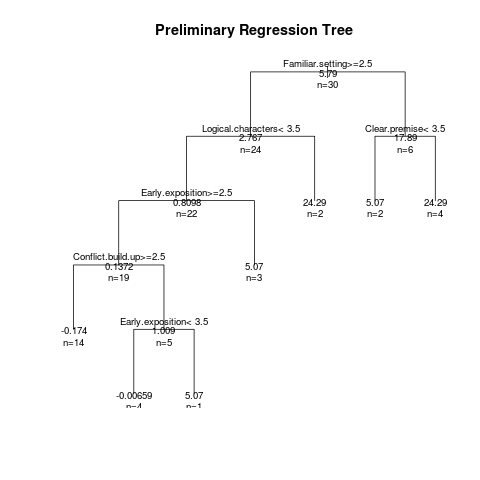 Preliminary Regression Tree
Familiar.setting>=2.5
5.79
n=30
Logical.characters< 3.5
2.767
n=24
Clear.premise< 3.5
17.89
n=6
Early.exposition>=2.5
0.8098
n=22
24.29
n=2
5.07
n=2
24.29
n=4
Conflict.build.up>=2.5
0.1372
n=19
5.07
n=3
-0.174
n=14
Early.exposition< 3.5
1.009
n=5
-0.00659
n=4
5.07
n=1